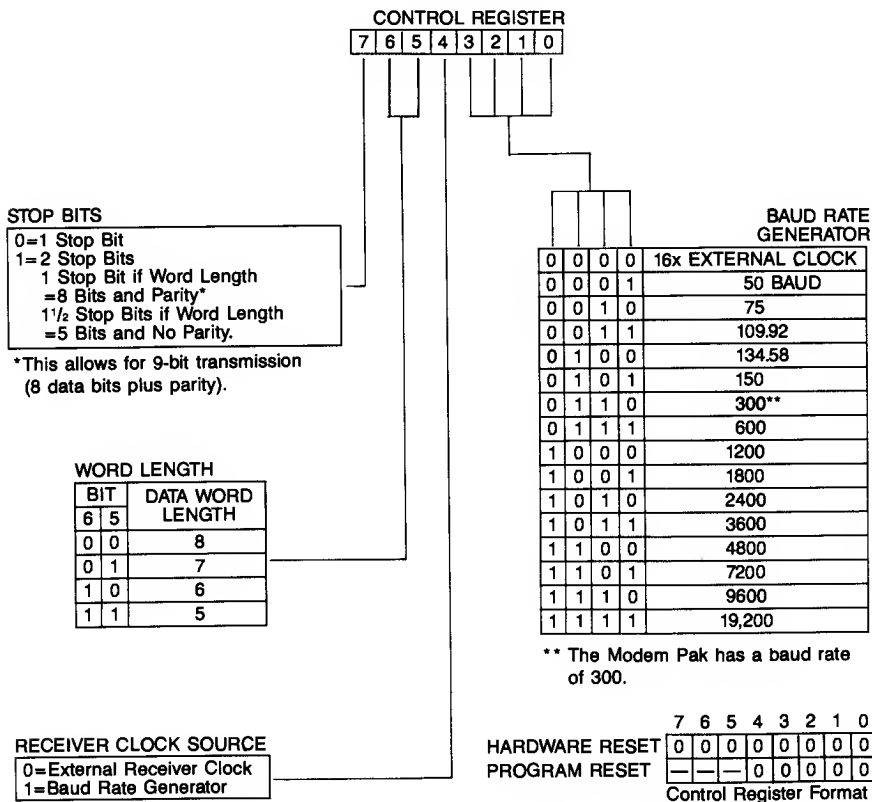 CONTROL REGISTER
7 6 5 4 3 2 1 0
STOP BITS
0=1 Stop Bit
1=2 Stop Bits
1 Stop Bit if Word Length
=8 Bits and Parity*
1½ Stop Bits if Word Length
=5 Bits and No Parity.
*This allows for 9-bit transmission
(8 data bits plus parity).
WORD LENGTH
BIT DATA WORD
6 5 LENGTH
0 0 8
0 1 7
1 0 6
1 1 5
RECEIVER CLOCK SOURCE
0=External Receiver Clock
1=Baud Rate Generator
BAUD RATE
GENERATOR
0 0 0 0 16x EXTERNAL CLOCK
0 0 0 1 50 BAUD
0 0 1 0 75
0 0 1 1 109.92
0 1 0 0 134.58
0 1 0 1 150
0 1 1 0 300**
0 1 1 1 600
1 0 0 0 1200
1 0 0 1 1800
1 0 1 0 2400
1 0 1 1 3600
1 1 0 0 4800
1 1 0 1 7200
1 1 1 0 9600
1 1 1 1 19,200
** The Modem Pak has a baud rate
of 300.
7 6 5 4 3 2 1 0
HARDWARE RESET 0 0 0 0 0 0 0 0
PROGRAM RESET — — — 0 0 0 0 0
Control Register Format